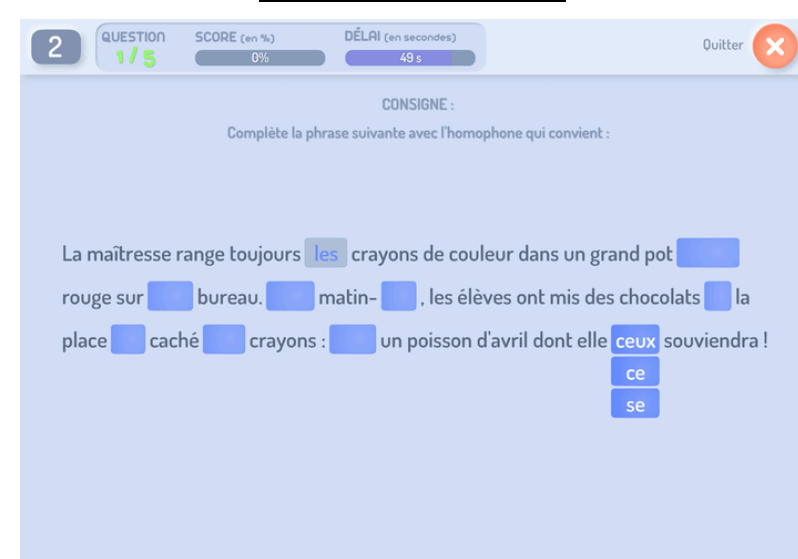 2
QUESTION
1 / 5
SCORE (en %)
0%
DÉLAI (en secondes)
49 s
Quitter
CONSIGNE :
Complète la phrase suivante avec l'homophone qui convient :
La maîtresse range toujours les crayons de couleur dans un grand pot
rouge sur bureau. matin- , les élèves ont mis des chocolats la
place caché crayons : un poisson d'avril dont elle ceux souviendra !
ce
se